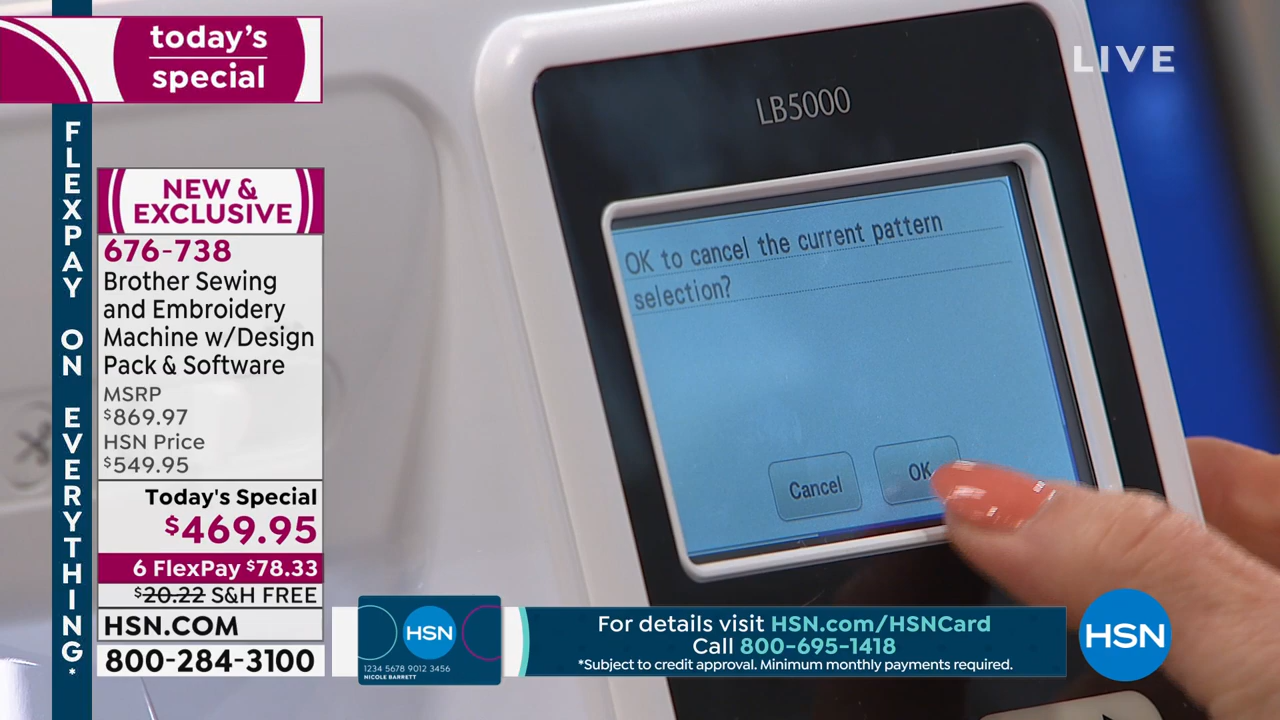 today's
special
LIVE
FLEXPAY ON EVERYTHING*
NEW &
EXCLUSIVE
676-738
Brother Sewing
and Embroidery
Machine w/Design
Pack & Software
MSRP
$869.97
HSN Price
$549.95
Today's Special
$469.95
6 FlexPay $78.33
$20.22 S&H FREE
HSN.COM
800-284-3100
LB5000
OK to cancel the current pattern
selection?
Cancel
OK
HSN
1234 5678 9012 3456
NICOLE BARRETT
For details visit HSN.com/HSNCard
Call 800-695-1418
*Subject to credit approval. Minimum monthly payments required.
HSN